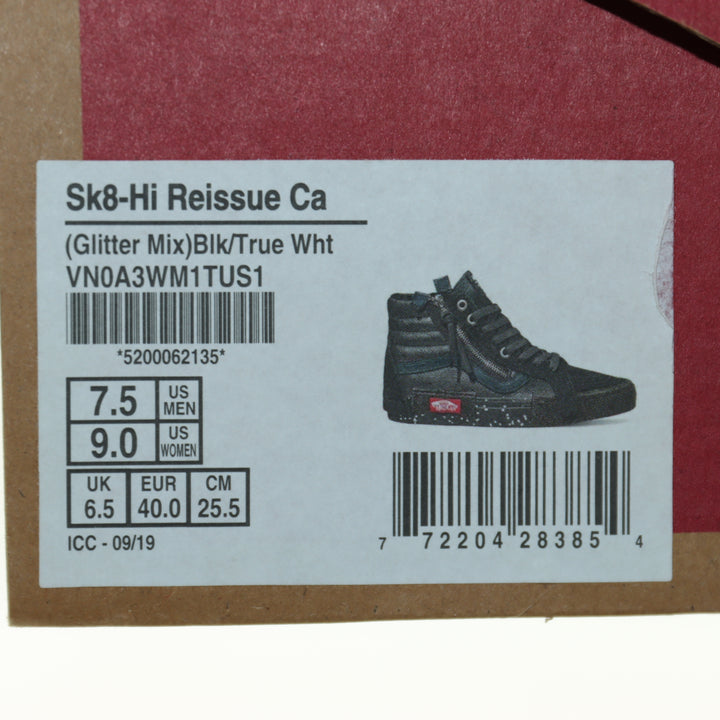 Sk8-Hi Reissue Ca
(Glitter Mix)Blk/True Wht
VN0A3WM1TUS1
*5200062135*
7.5 US MEN
9.0 US WOMEN
UK EUR CM
6.5 40.0 25.5
ICC - 09/19
7 72204 28385 4